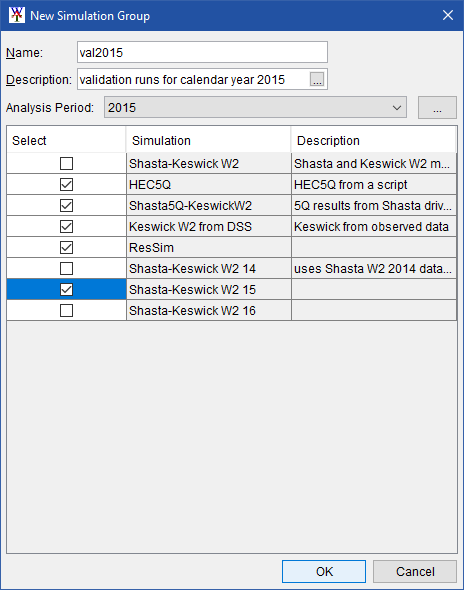 New Simulation Group
Name: val2015
Description: validation runs for calendar year 2015 ...
Analysis Period: 2015 ...
Select Simulation Description
Shasta-Keswick W2 Shasta and Keswick W2 m...
HEC5Q HEC5Q from a script
Shasta5Q-KeswickW2 5Q results from Shasta driv...
Keswick W2 from DSS Keswick from observed data
ResSim
Shasta-Keswick W2 14 uses Shasta W2 2014 data...
Shasta-Keswick W2 15
Shasta-Keswick W2 16
OK Cancel